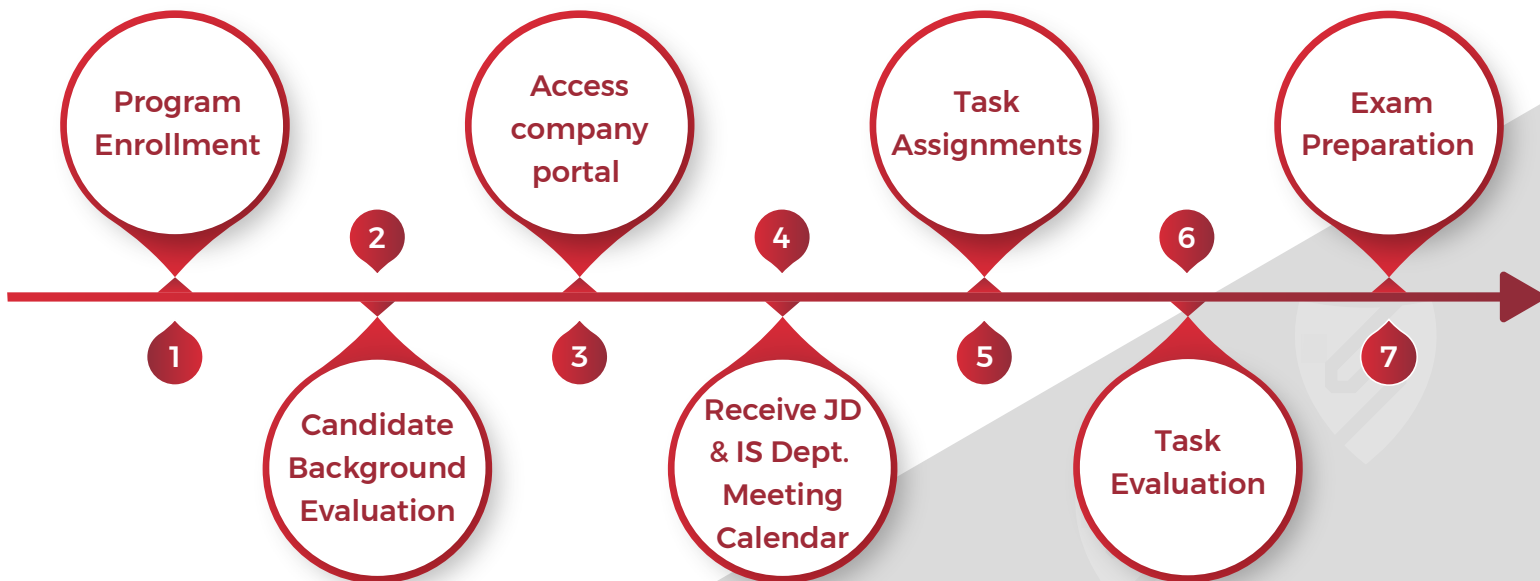 Program
Enrollment
1
2
Candidate
Background
Evaluation
Access
company
portal
3
4
Receive JD
& IS Dept.
Meeting
Calendar
Task
Assignments
5
6
Task
Evaluation
Exam
Preparation
7